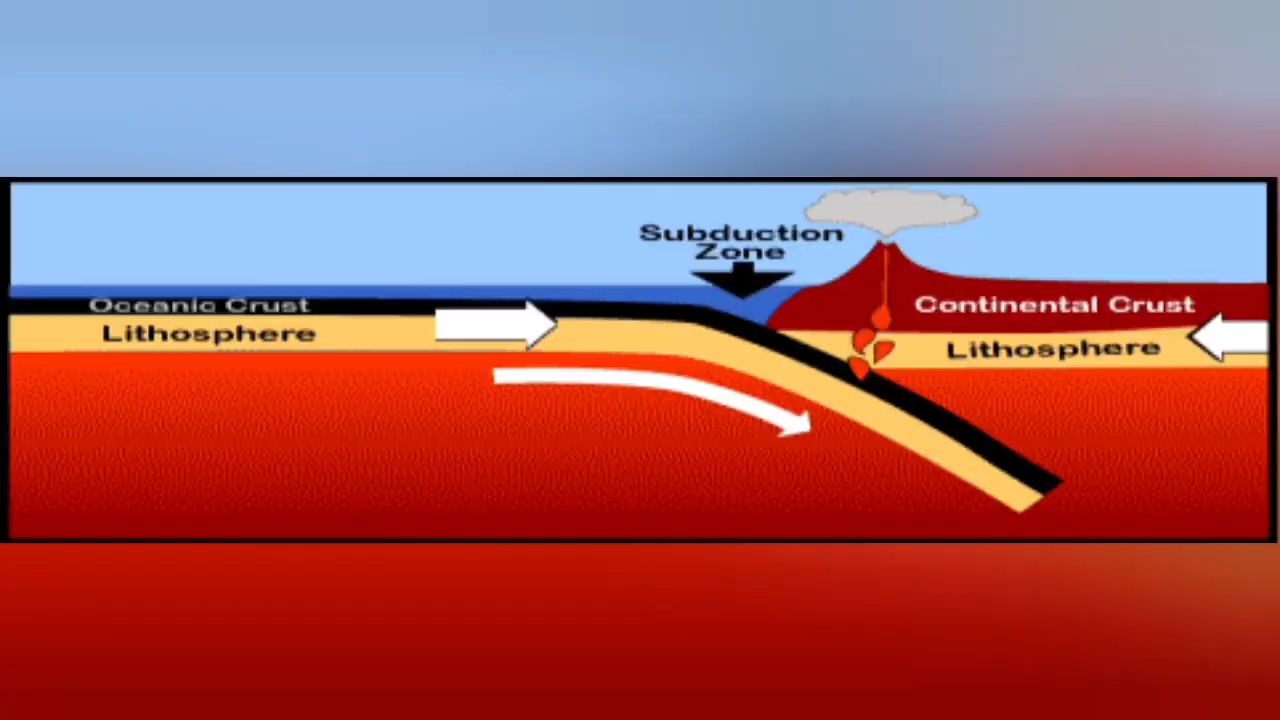 Subduction
Zone
Oceanic Crust
Continental Crust
Lithosphere
Lithosphere